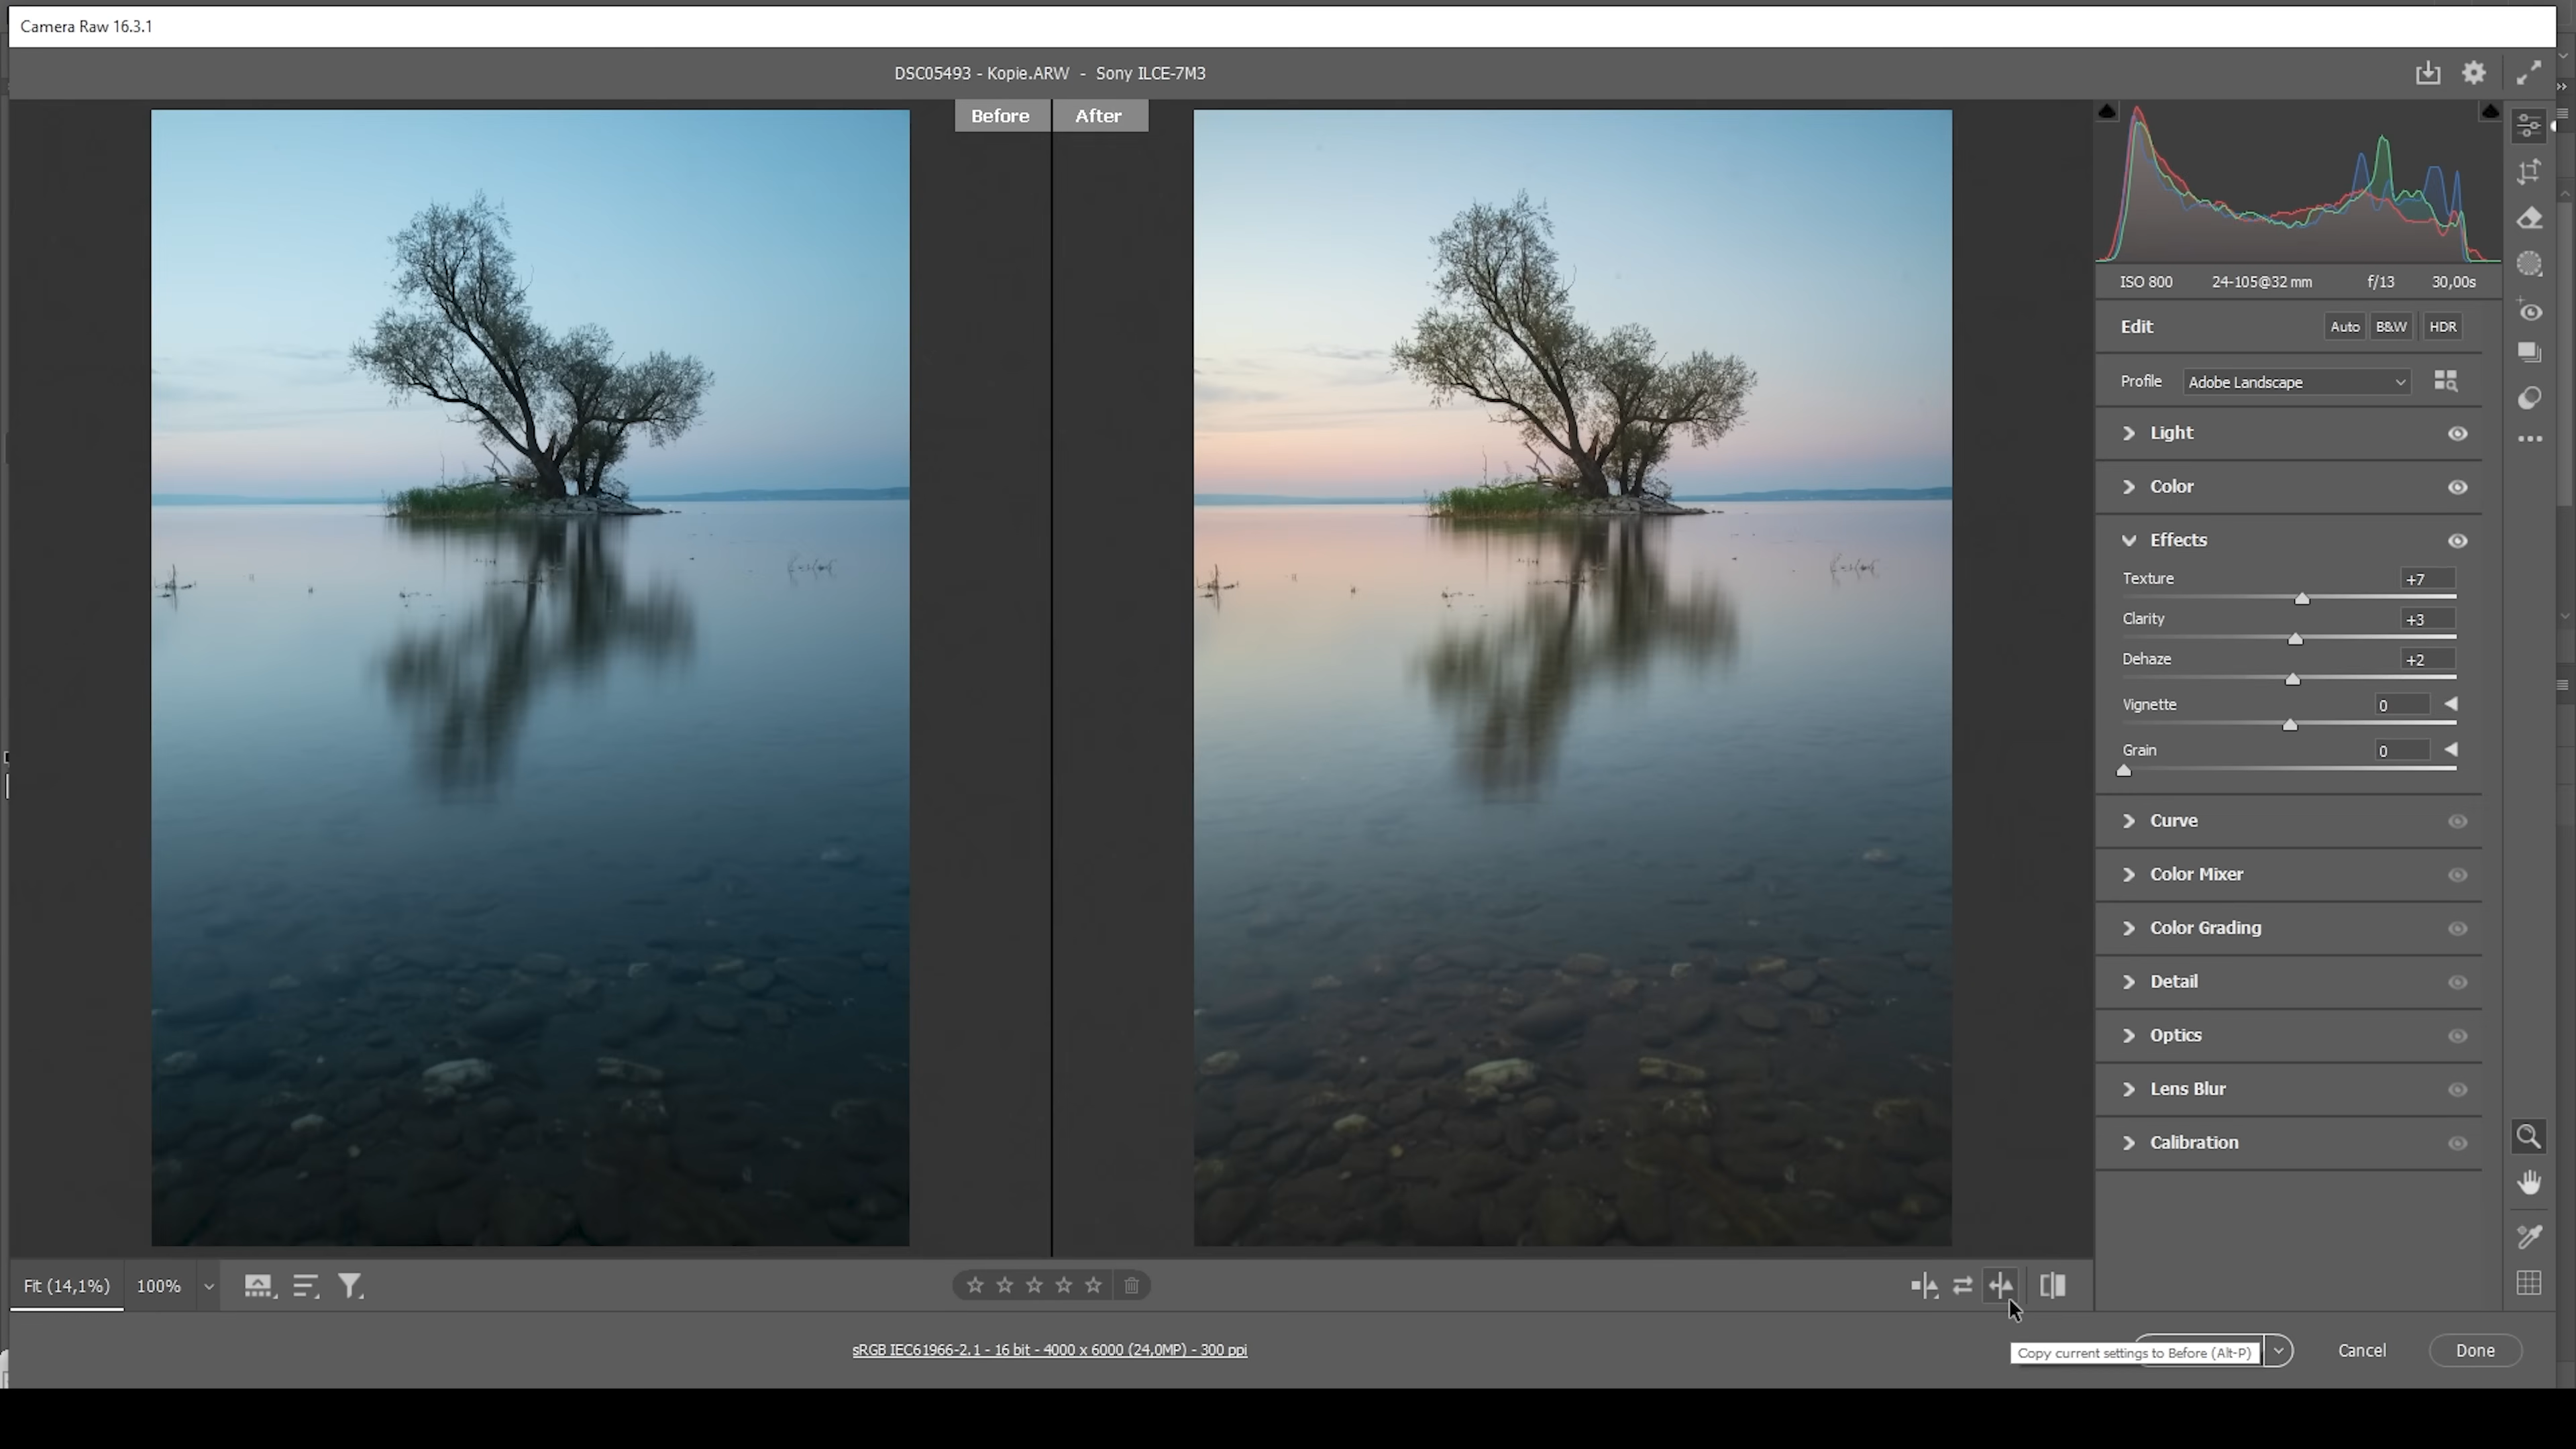 Camera Raw 16.3.1
DSC05493 - Kopie.ARW - Sony ILCE-7M3
Before After
ISO 800 24-105@32 mm f/13 30,00s
Edit Auto B&W HDR
Profile Adobe Landscape
Light
Color
Effects
Texture +7
Clarity +3
Dehaze +2
Vignette 0
Grain 0
Curve
Color Mixer
Color Grading
Detail
Optics
Lens Blur
Calibration
Fit (14,1%) 100%
sRGB IEC61966-2.1 - 16 bit - 4000 x 6000 (24,0MP) - 300 ppi
Copy current settings to Before (Alt-P)
Cancel Done